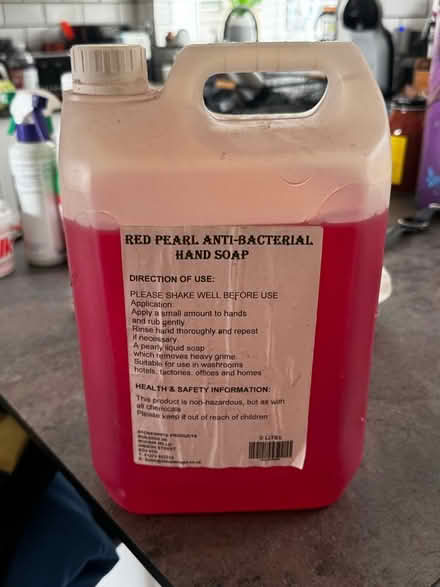 RED PEARL ANTI-BACTERIAL
HAND SOAP
DIRECTION OF USE:
PLEASE SHAKE WELL BEFORE USE
Application:
Apply a small amount to hands
and rub gently
Rinse hand thoroughly and repeat
if necessary.
A pearly liquid soap
which removes heavy grime.
Suitable for use in washrooms
hotels, factories, offices and homes
HEALTH & SAFETY INFORMATION:
This product is non-hazardous, but as with
all chemicals
Please keep it out of reach of children
PRODUCTS
5 LITRE